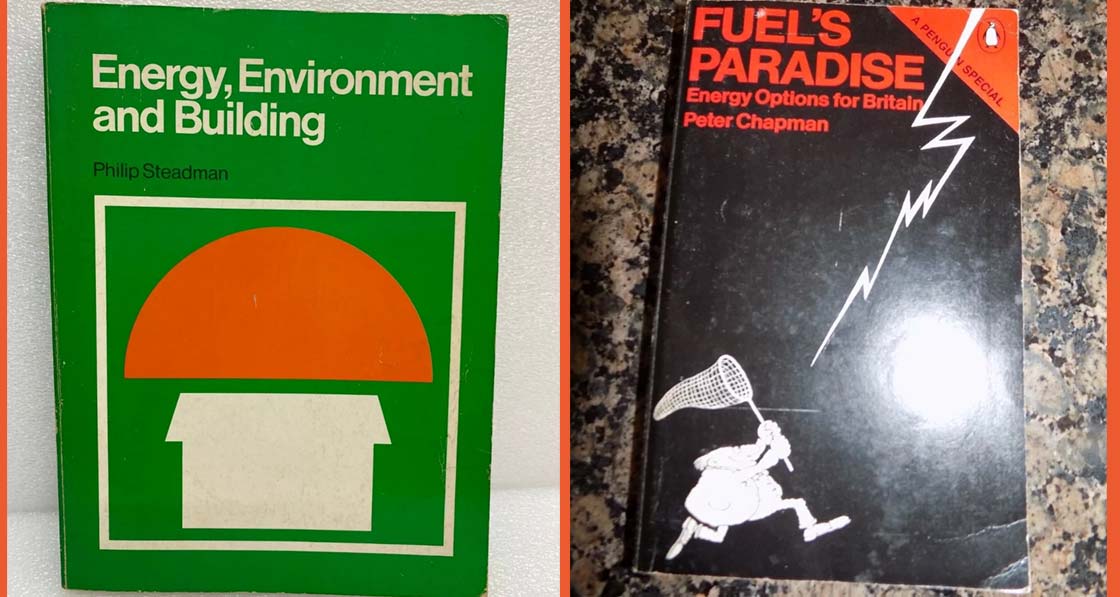 Energy, Environment
and Building
Philip Steadman
FUEL'S
PARADISE
Energy Options for Britain
Peter Chapman
A PENGUIN SPECIAL